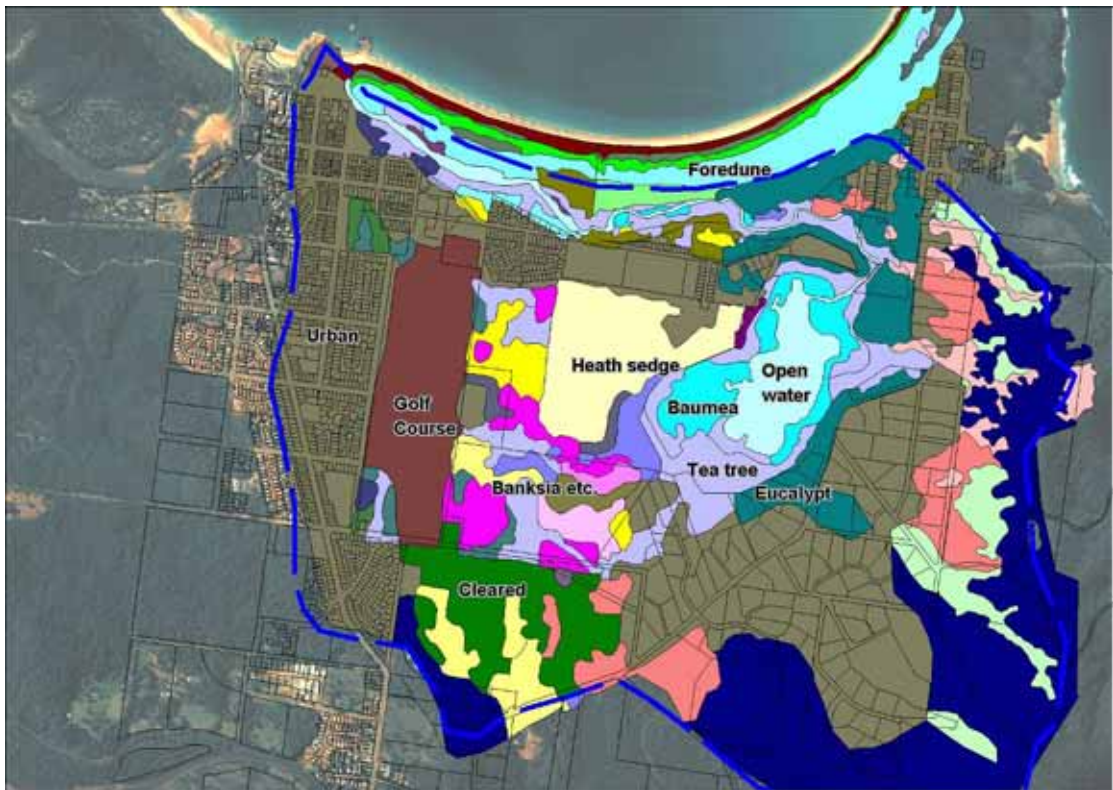 Foredune
Urban
Heath sedge
Open
water
Golf
Course
Baumea
Tea tree
Banksia etc.
Eucalypt
Cleared